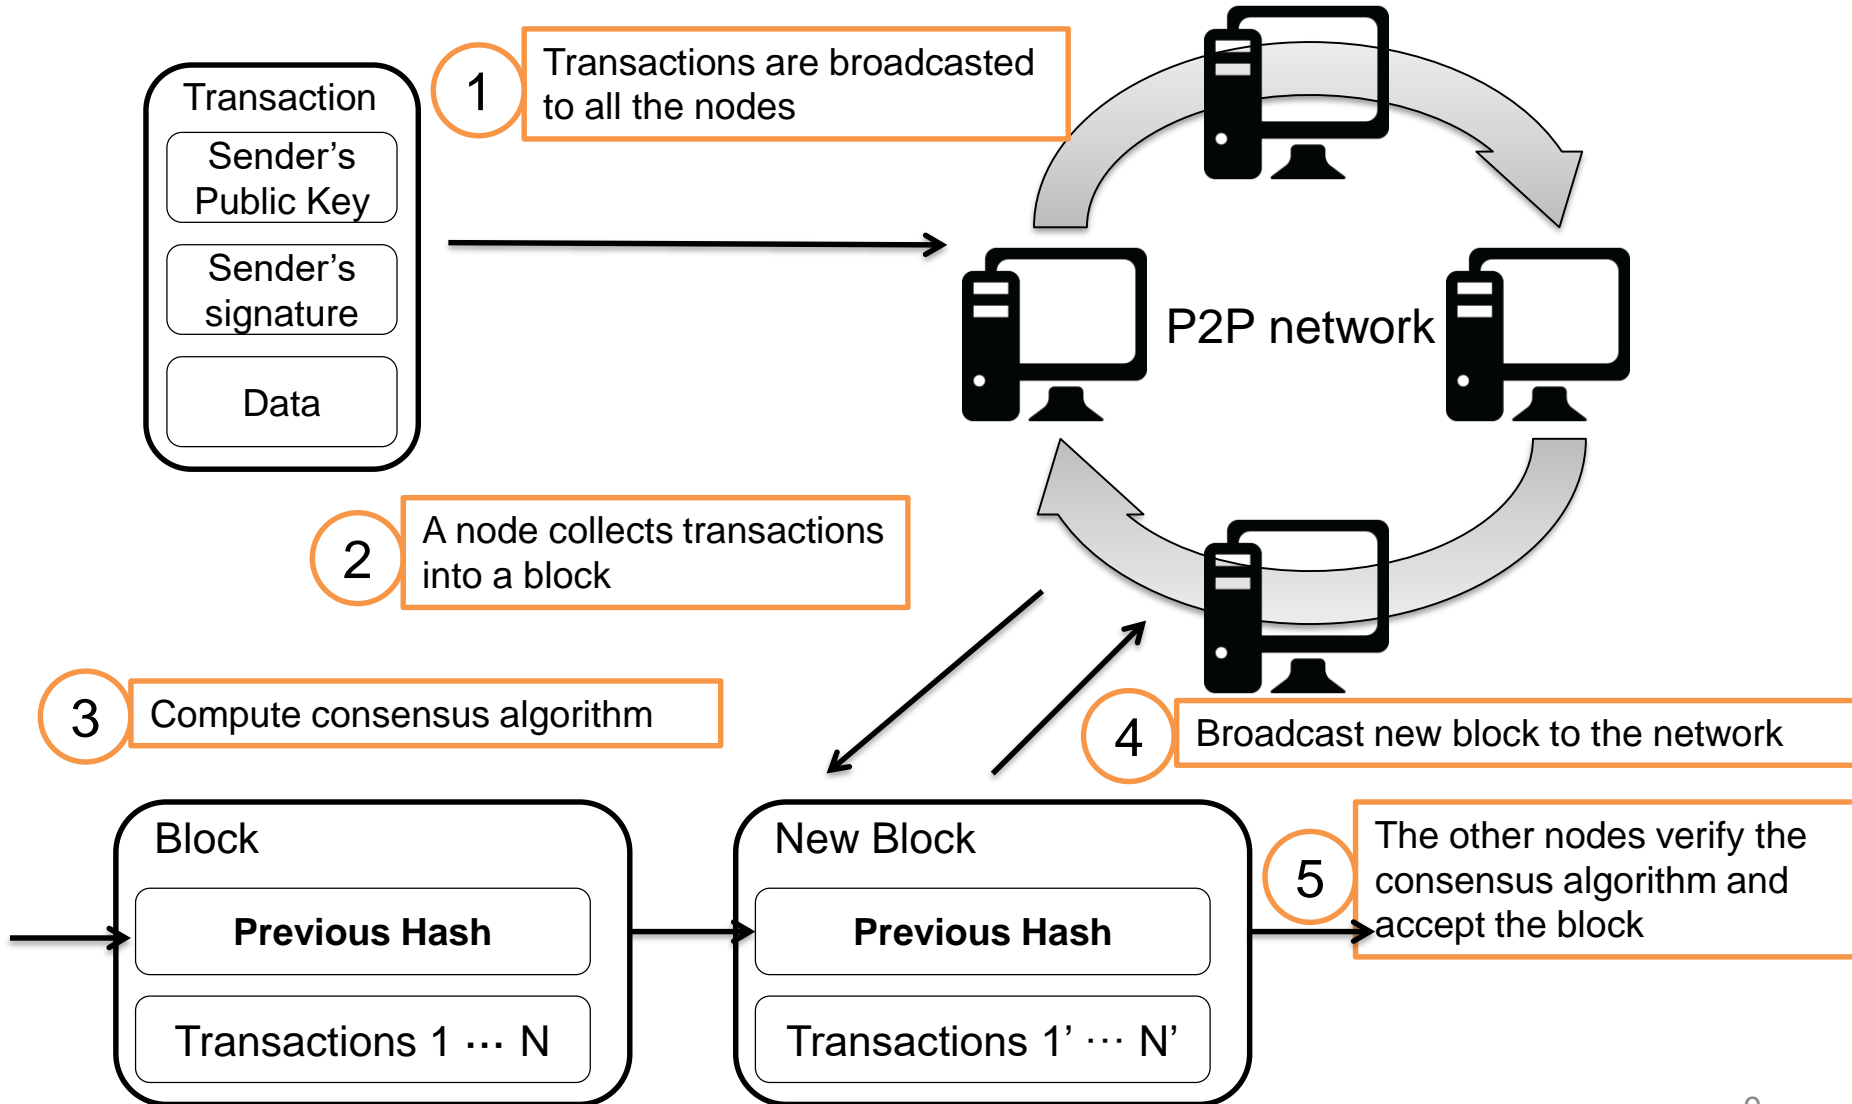 Transaction
Sender’s
Public Key
Sender’s
signature
Data
1
Transactions are broadcasted
to all the nodes
P2P network
2
A node collects transactions
into a block
3
Compute consensus algorithm
4
Broadcast new block to the network
5
The other nodes verify the
consensus algorithm and
accept the block
Block
Previous Hash
Transactions 1 ... N
New Block
Previous Hash
Transactions 1’ ... N’